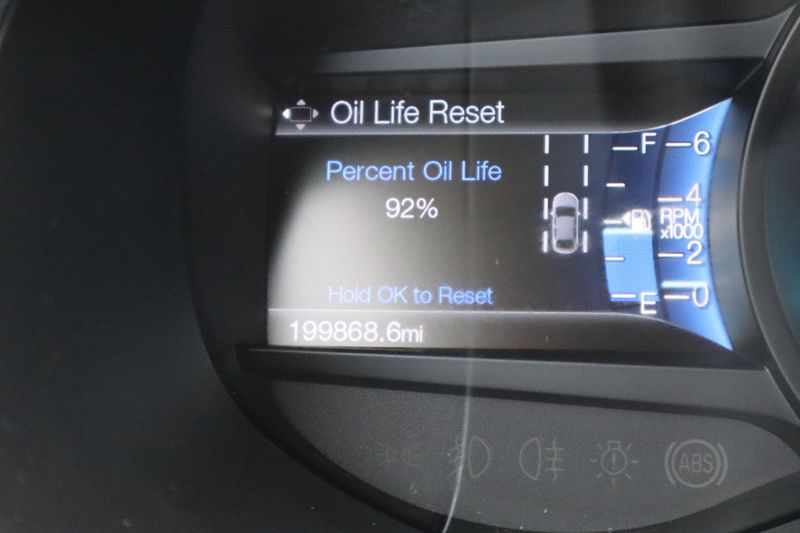 Oil Life Reset
Percent Oil Life
92%
Hold OK to Reset
199868.6mi
F
E
6
4
RPM
x1000
2
0
ABS